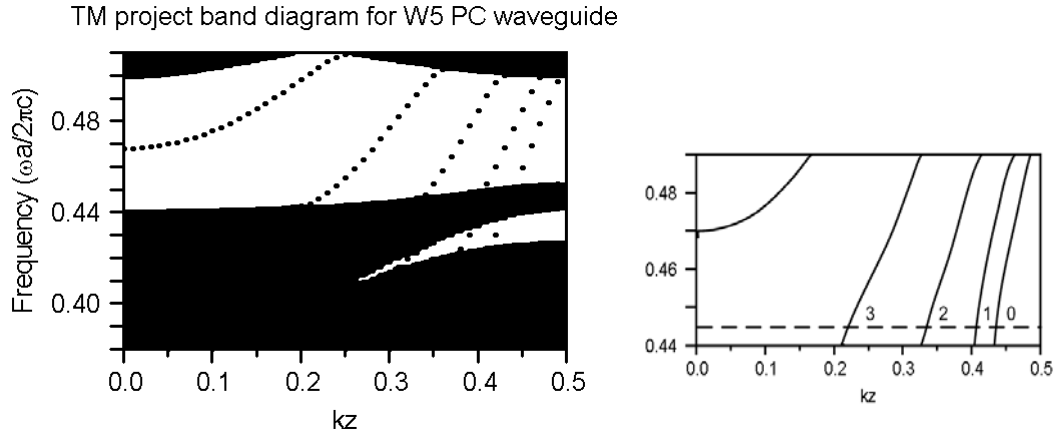 TM project band diagram for W5 PC waveguide
Frequency (ωa/2πc)
0.48
0.44
0.40
0.0 0.1 0.2 0.3 0.4 0.5
kz
0.48
0.46
0.44
3 2 1 0
0.0 0.1 0.2 0.3 0.4 0.5
kz